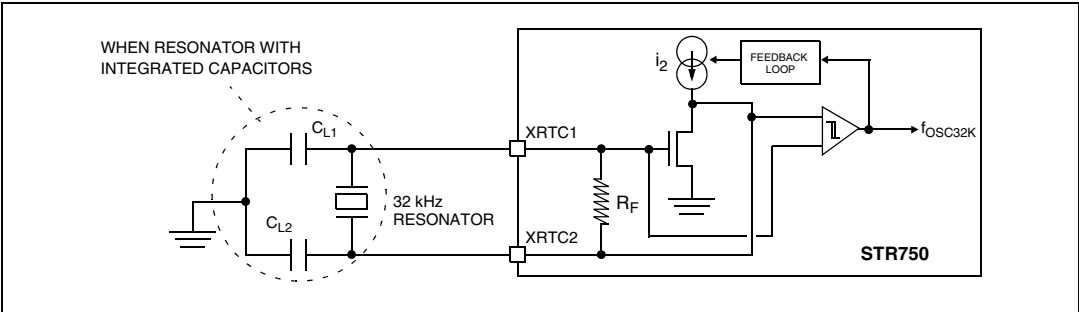 WHEN RESONATOR WITH
INTEGRATED CAPACITORS
CL1
CL2
32 kHz
RESONATOR
XRTC1
XRTC2
RF
i2
FEEDBACK
LOOP
fOSC32K
STR750